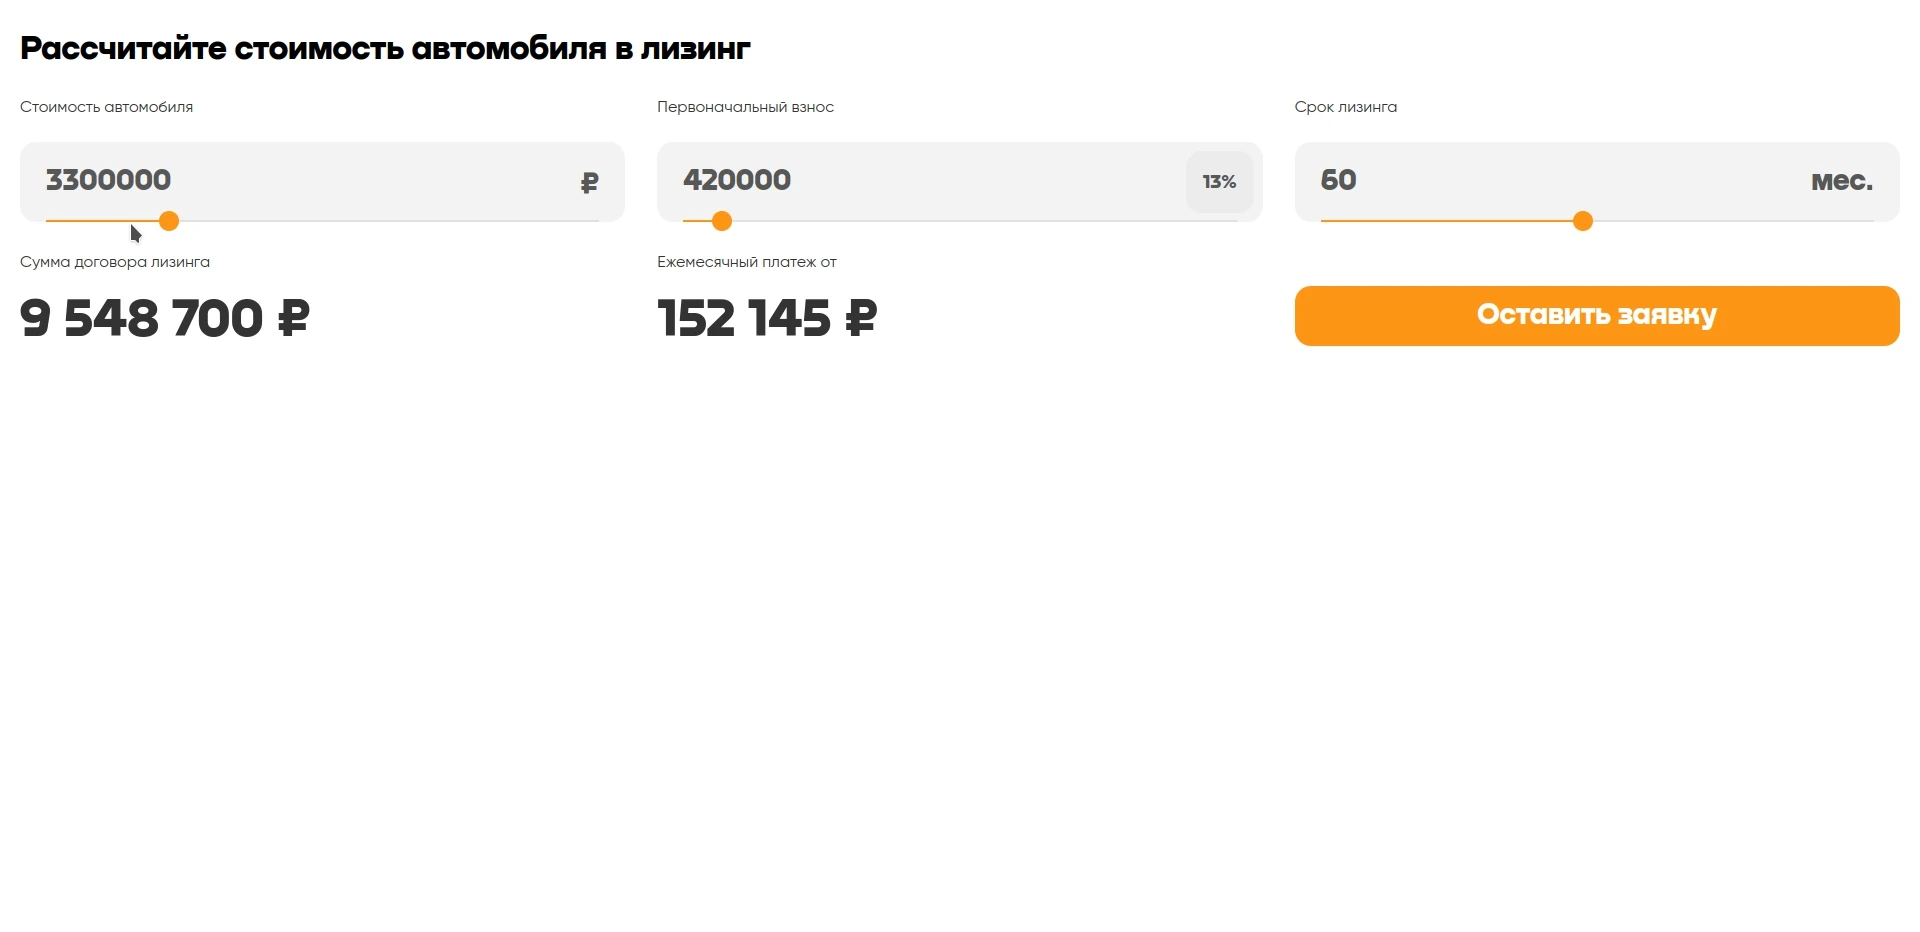 Рассчитайте стоимость автомобиля в лизинг
Стоимость автомобиля
3300000 ₽
Первоначальный взнос
420000 13%
Срок лизинга
60 мес.
Сумма договора лизинга
9 548 700 ₽
Ежемесячный платеж от
152 145 ₽
Оставить заявку